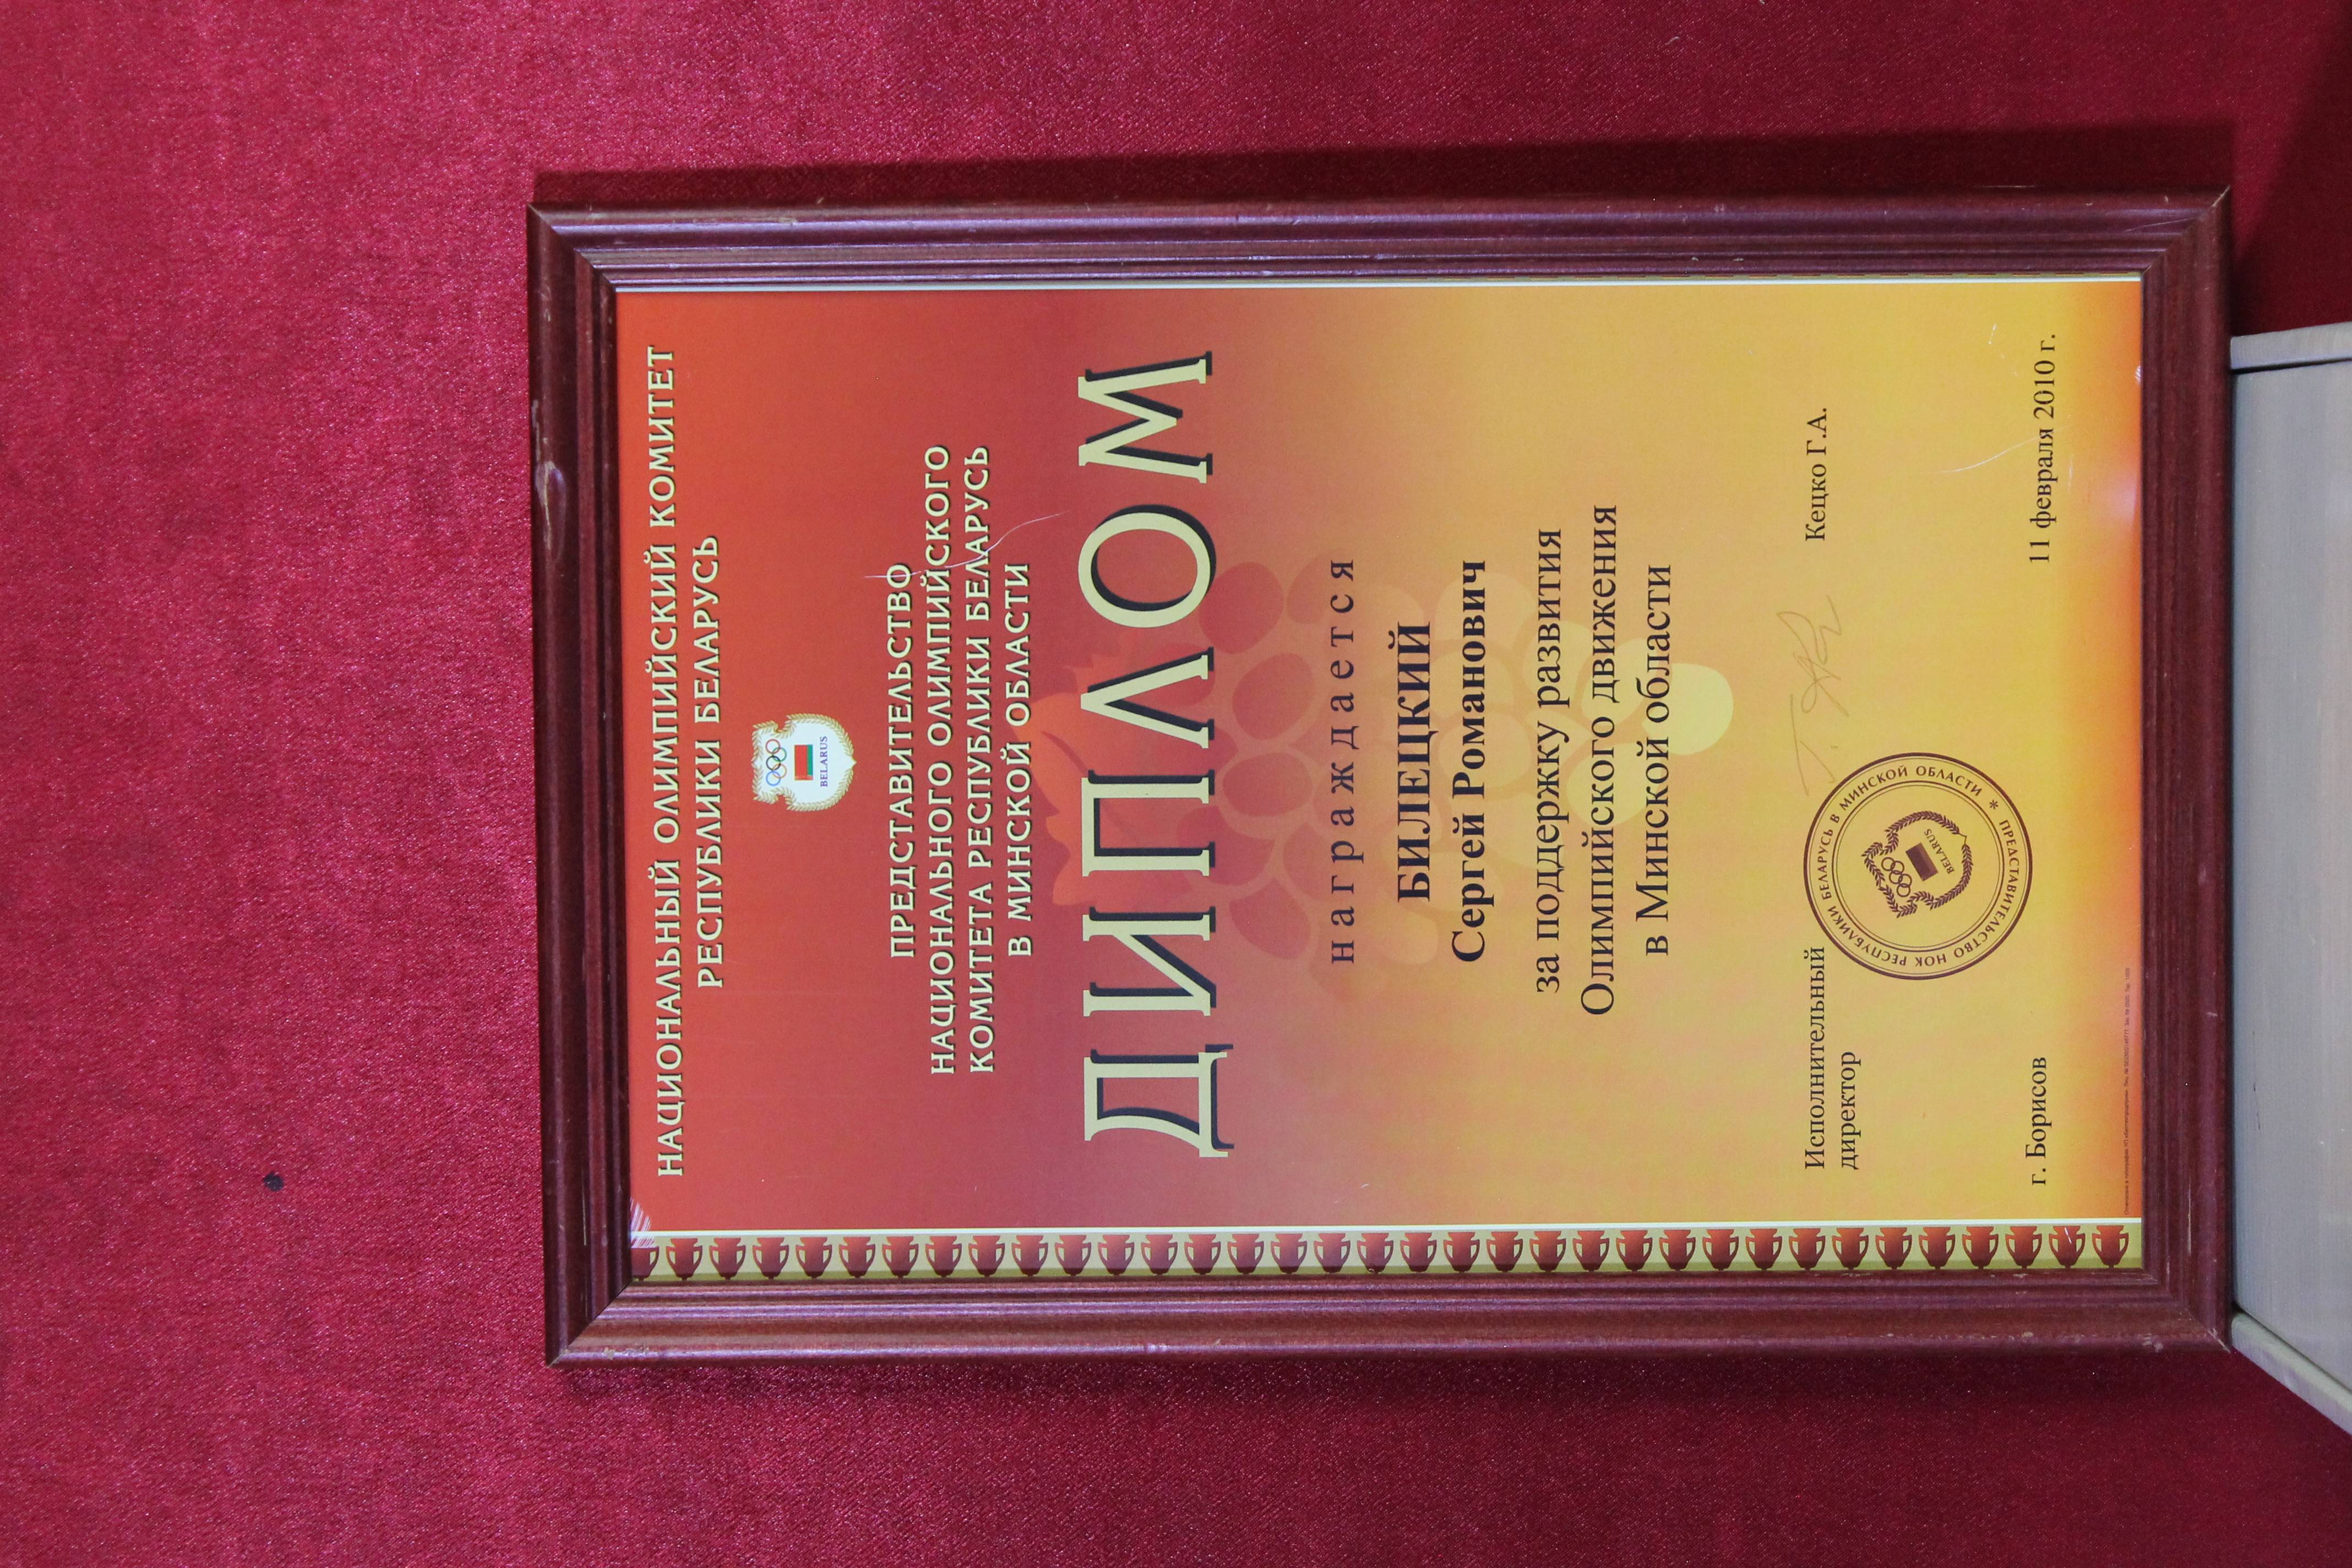 НАЦИОНАЛЬНЫЙ ОЛИМПИЙСКИЙ КОМИТЕТ
РЕСПУБЛИКИ БЕЛАРУСЬ
BELARUS
ПРЕДСТАВИТЕЛЬСТВО
НАЦИОНАЛЬНОГО ОЛИМПИЙСКОГО
КОМИТЕТА РЕСПУБЛИКИ БЕЛАРУСЬ
В МИНСКОЙ ОБЛАСТИ
ДИПЛОМ
награждается
БИЛЕЦКИЙ
Сергей Романович
за поддержку развития
Олимпийского движения
в Минской области
Исполнительный
директор
Кецко Г.А.
ПРЕДСТАВИТЕЛЬСТВО НОК РЕСПУБЛИКИ БЕЛАРУСЬ В МИНСКОЙ ОБЛАСТИ *
BELARUS
г. Борисов
11 февраля 2010 г.